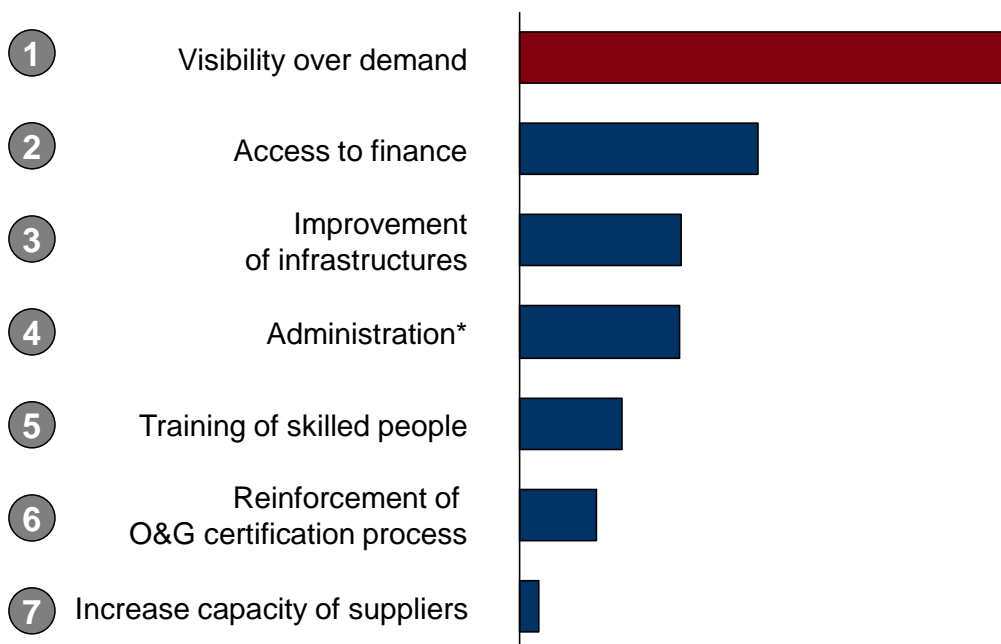 1 Visibility over demand
2 Access to finance
3 Improvement
of infrastructures
4 Administration*
5 Training of skilled people
6 Reinforcement of
O&G certification process
7 Increase capacity of suppliers